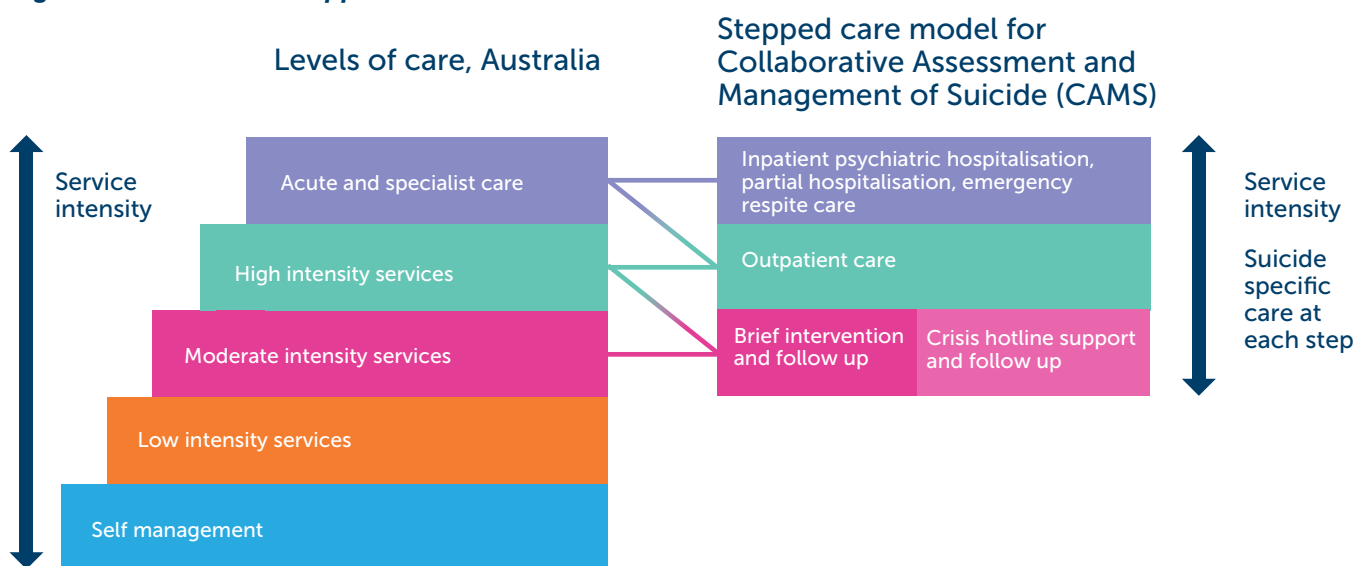 Levels of care, Australia
Stepped care model for
Collaborative Assessment and
Management of Suicide (CAMS)
Service
intensity
Acute and specialist care
High intensity services
Moderate intensity services
Low intensity services
Self management
Inpatient psychiatric hospitalisation,
partial hospitalisation, emergency
respite care
Outpatient care
Brief intervention
and follow up
Crisis hotline support
and follow up
Service
intensity
Suicide
specific
care at
each step